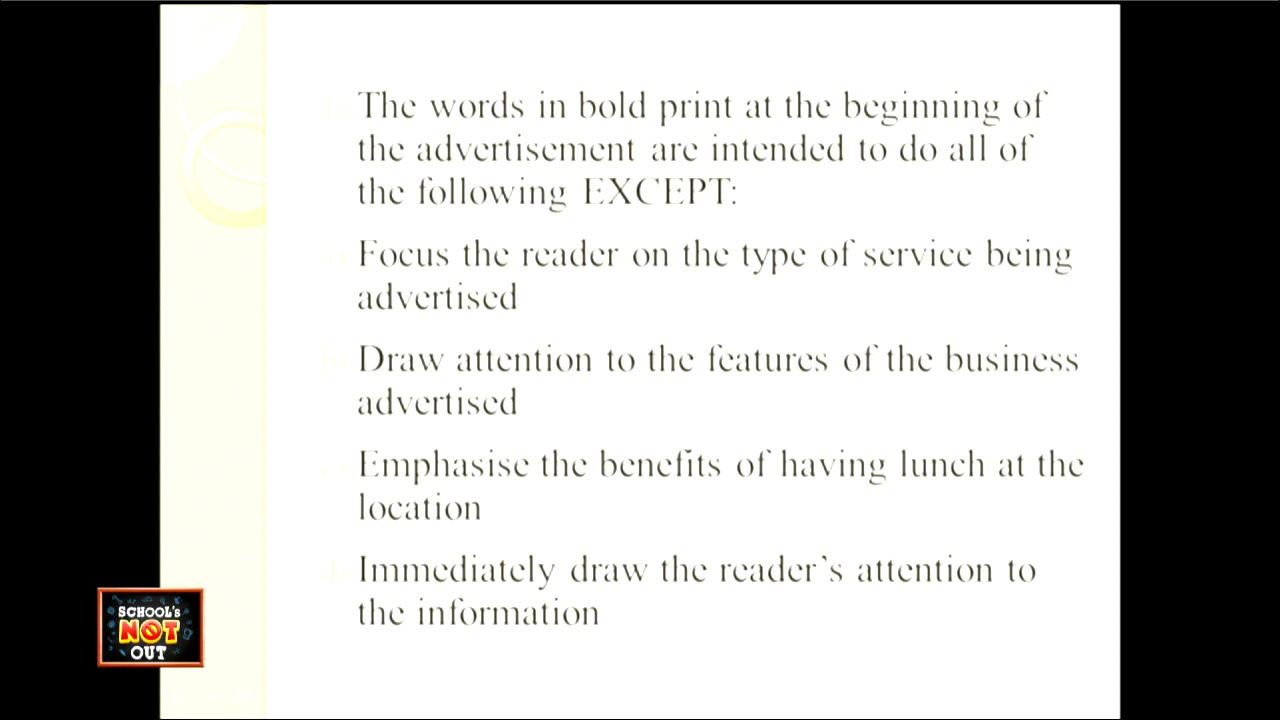 The words in bold print at the beginning of
the advertisement are intended to do all of
the following EXCEPT:
Focus the reader on the type of service being
advertised
Draw attention to the features of the business
advertised
Emphasise the benefits of having lunch at the
location
Immediately draw the reader's attention to
the information
SCHOOL'S
NOT
OUT